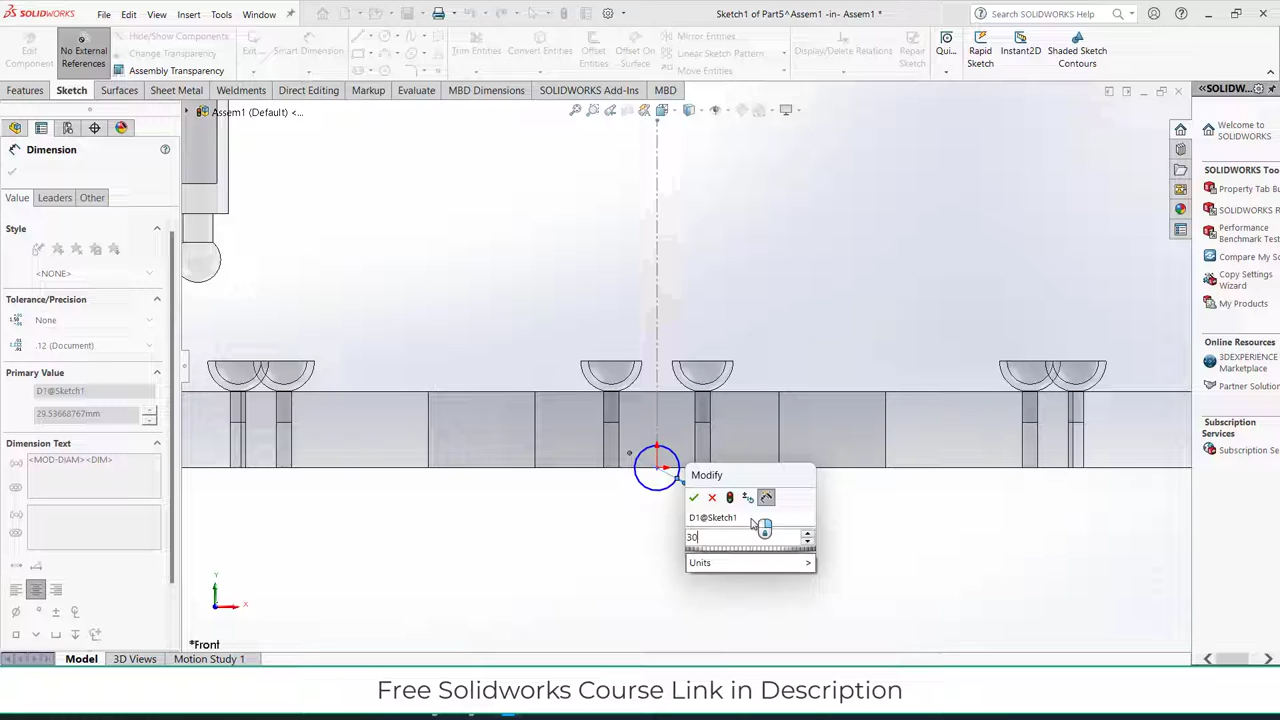 SOLIDWORKS File Edit View Insert Tools Window Sketch1 ofPart5^Assem1 -in- Assem1 * Search SOLIDWORKS Help
Exit Component
No External References
Hide/Show Components
Change Transparency
Assembly Transparency
Exit...
Smart Dimension
Trim Entities
Convert Entities
Offset Entities
Offset On Surface
Mirror Entities
Linear Sketch Pattern
Move Entities
Display/Delete Relations
Repair Sketch
Qui...
Rapid Sketch
Instant2D
Shaded Sketch Contours
Features Sketch Surfaces Sheet Metal Weldments Direct Editing Markup Evaluate MBD Dimensions SOLIDWORKS Add-Ins MBD
SOLIDW...
Assem1 (Default) <...
Dimension
Value Leaders Other
Style
<NONE>
Tolerance/Precision
None
.12 (Document)
Primary Value
D1@Sketch1
29.53668767mm
Dimension Text
<MOD-DIAM><DIM>
Modify
D1@Sketch1
30
Units >
Y
X
*Front
Welcome to SOLIDWORKS
SOLIDWORKS Too
Property Tab Bu
SOLIDWORKS R
Performance Benchmark Test
Compare My So
Copy Settings Wizard
My Products
Online Resources
3DEXPERIENCE Marketplace
Partner Solution
Subscription Services
Subscription Se
Model 3D Views Motion Study 1
Free Solidworks Course Link in Description